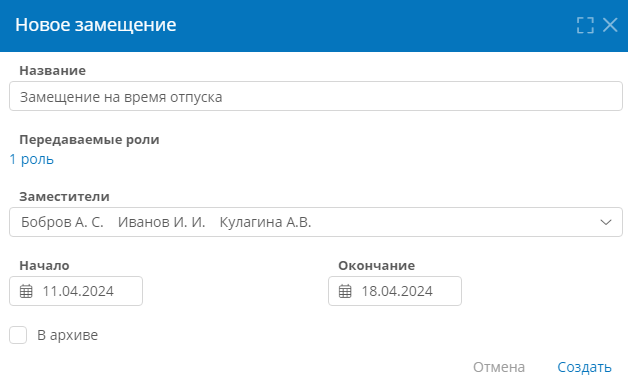 Новое замещение
Название
Замещение на время отпуска
Передаваемые роли
1 роль
Заместители
Бобров А. С. Иванов И. И. Кулагина А.В.
Начало Окончание
11.04.2024 18.04.2024
В архиве
Отмена Создать